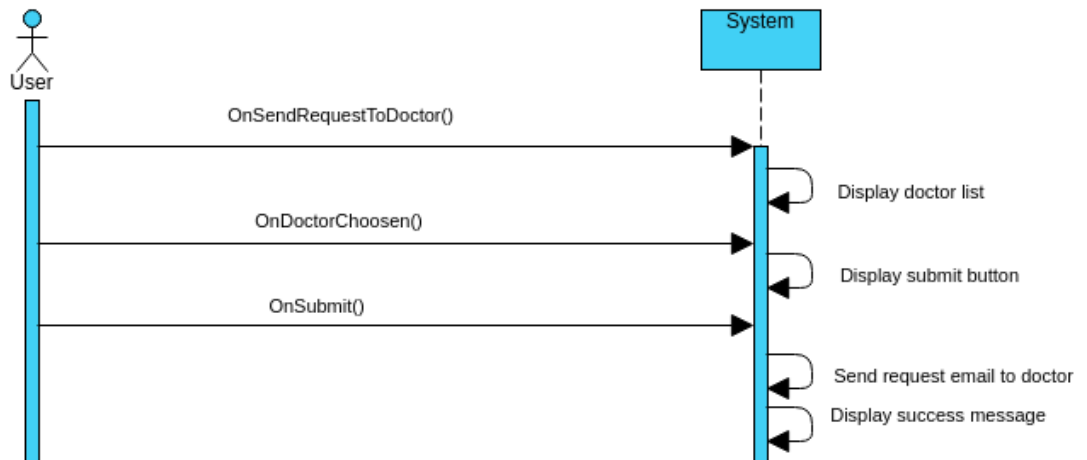 System
User
OnSendRequestToDoctor()
Display doctor list
OnDoctorChoosen()
Display submit button
OnSubmit()
Send request email to doctor
Display success message